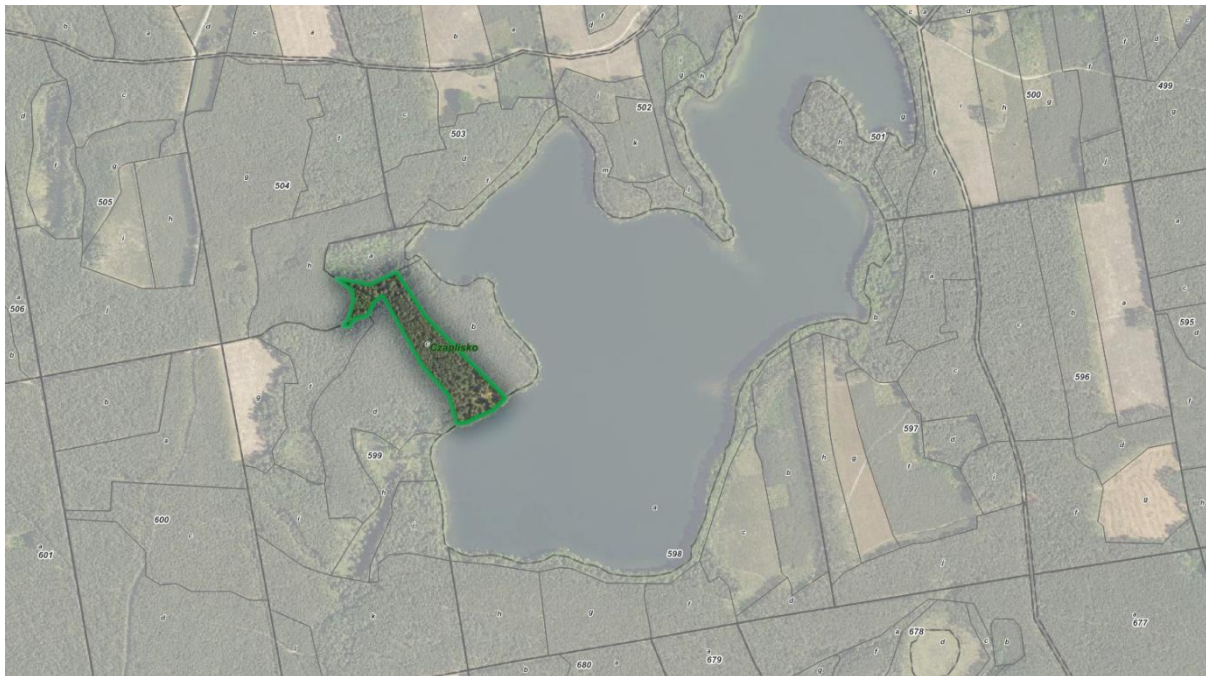 b
a
d
c
a
b
e
f
d
b
a
d
c
f
d
499
c
i
g
h
502
j
k
503
d
f
m
l
h
g
501
f
i
h
500
g
j
g
d
i
505
g
h
i
504
g
f
c
h
a
b
Czaplisko
506
a
b
j
a
b
c
b
a
c
596
595
d
f
f
g
d
599
h
b
a
600
c
i
601
a
d
k
h
g
f
a
598
c
b
h
g
597
f
d
i
j
d
d
g
f
h
b
680
a
679
a
678
d
c
b
f
g
a
677